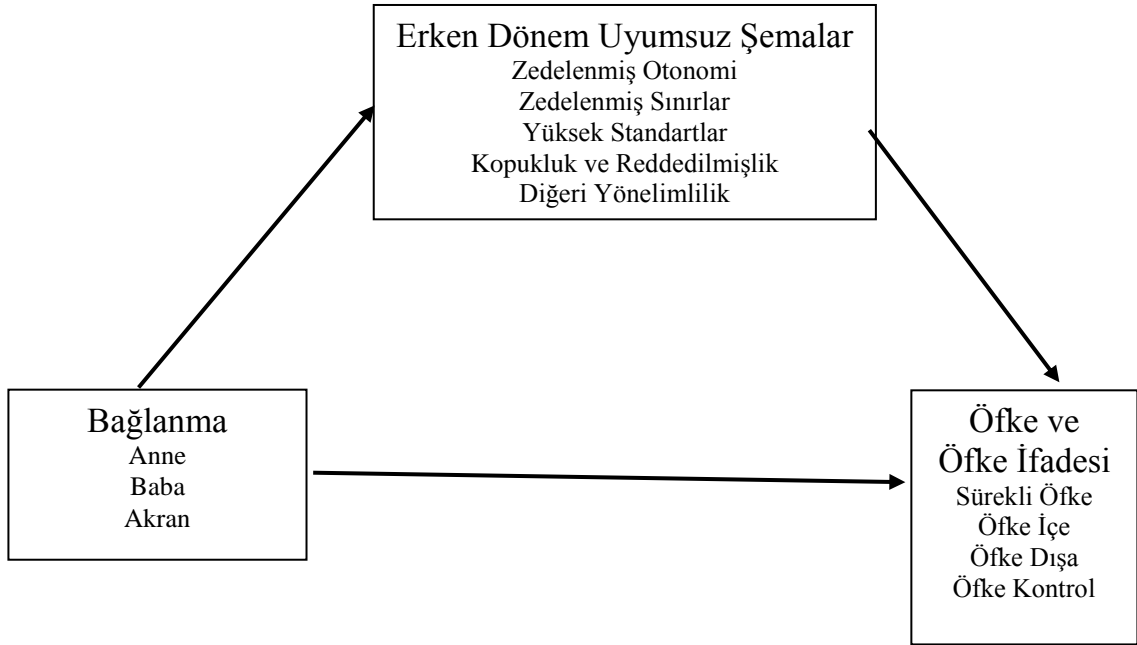 Erken Dönem Uyumsuz Şemalar
Zedelenmiş Otonomi
Zedelenmiş Sınırlar
Yüksek Standartlar
Kopukluk ve Reddedilmişlik
Diğeri Yönelimlilik
Bağlanma
Anne
Baba
Akran
Öfke ve
Öfke İfadesi
Sürekli Öfke
Öfke İçe
Öfke Dışa
Öfke Kontrol